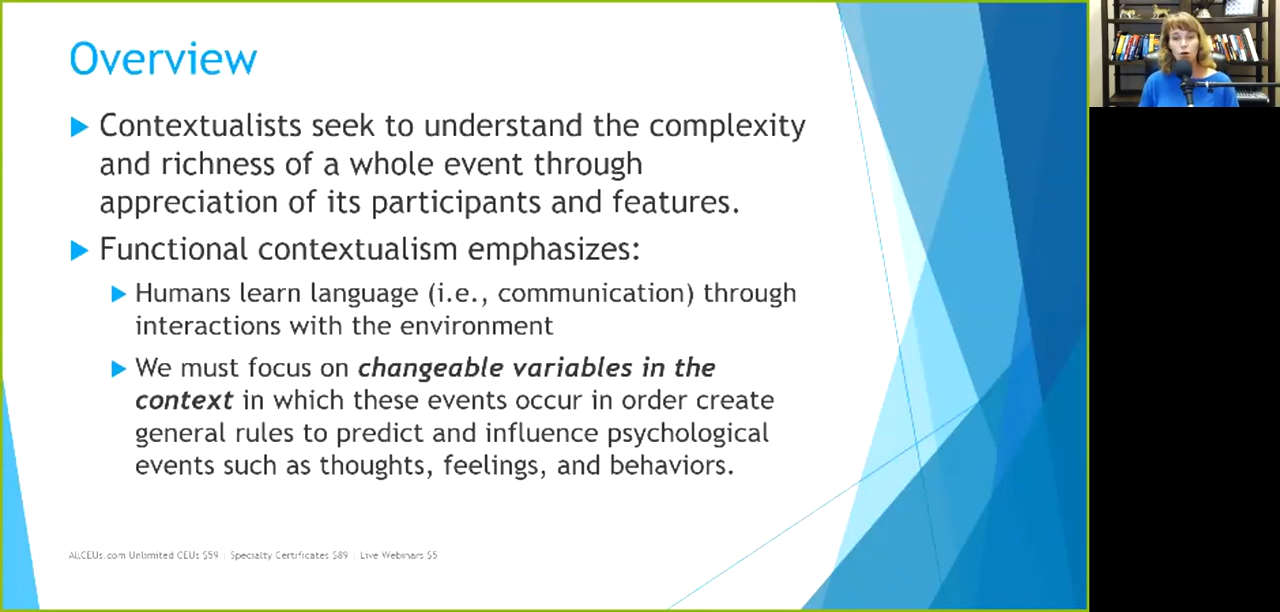 Overview
Contextualists seek to understand the complexity
and richness of a whole event through
appreciation of its participants and features.
Functional contextualism emphasizes:
Humans learn language (i.e., communication) through
interactions with the environment
We must focus on changeable variables in the
context in which these events occur in order create
general rules to predict and influence psychological
events such as thoughts, feelings, and behaviors.
AllCEUs.com Unlimited CEUs $59 | Specialty Certificates $89 | Live Webinars $5